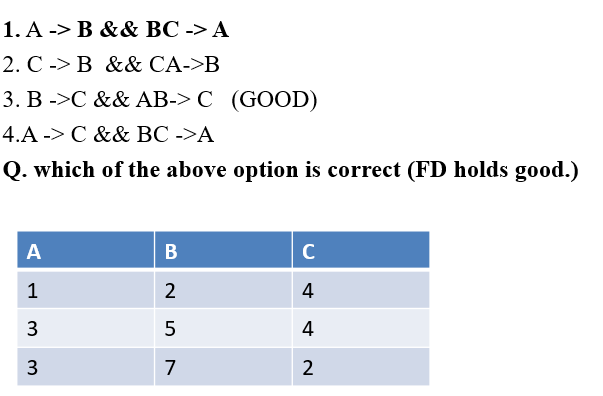 1. A -> B && BC -> A
2. C -> B && CA->B
3. B ->C && AB-> C (GOOD)
4.A -> C && BC ->A
Q. which of the above option is correct (FD holds good.)
A B C
1 2 4
3 5 4
3 7 2